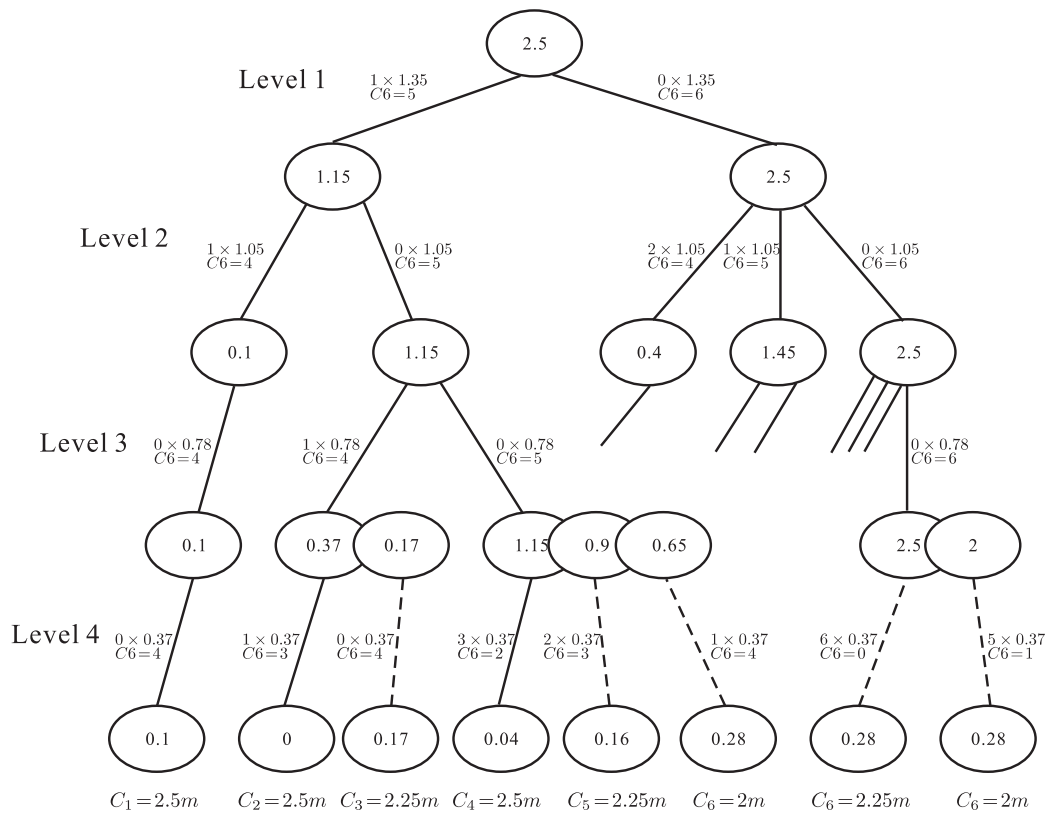 2.5
Level 1
1 × 1.35
C6=5
0 × 1.35
C6=6
1.15
2.5
Level 2
1 × 1.05
C6=4
0 × 1.05
C6=5
2 × 1.05
C6=4
1 × 1.05
C6=5
0 × 1.05
C6=6
0.1
1.15
0.4
1.45
2.5
Level 3
0 × 0.78
C6=4
1 × 0.78
C6=4
0 × 0.78
C6=5
0 × 0.78
C6=6
0.1
0.37
0.17
1.15
0.9
0.65
2.5
2
Level 4
0 × 0.37
C6=4
1 × 0.37
C6=3
0 × 0.37
C6=4
3 × 0.37
C6=2
2 × 0.37
C6=3
1 × 0.37
C6=4
6 × 0.37
C6=0
5 × 0.37
C6=1
0.1
0
0.17
0.04
0.16
0.28
0.28
0.28
C₁=2.5m
C₂=2.5m
C₃=2.25m
C₄=2.5m
C₅=2.25m
C₆=2m
C₆=2.25m
C₆=2m